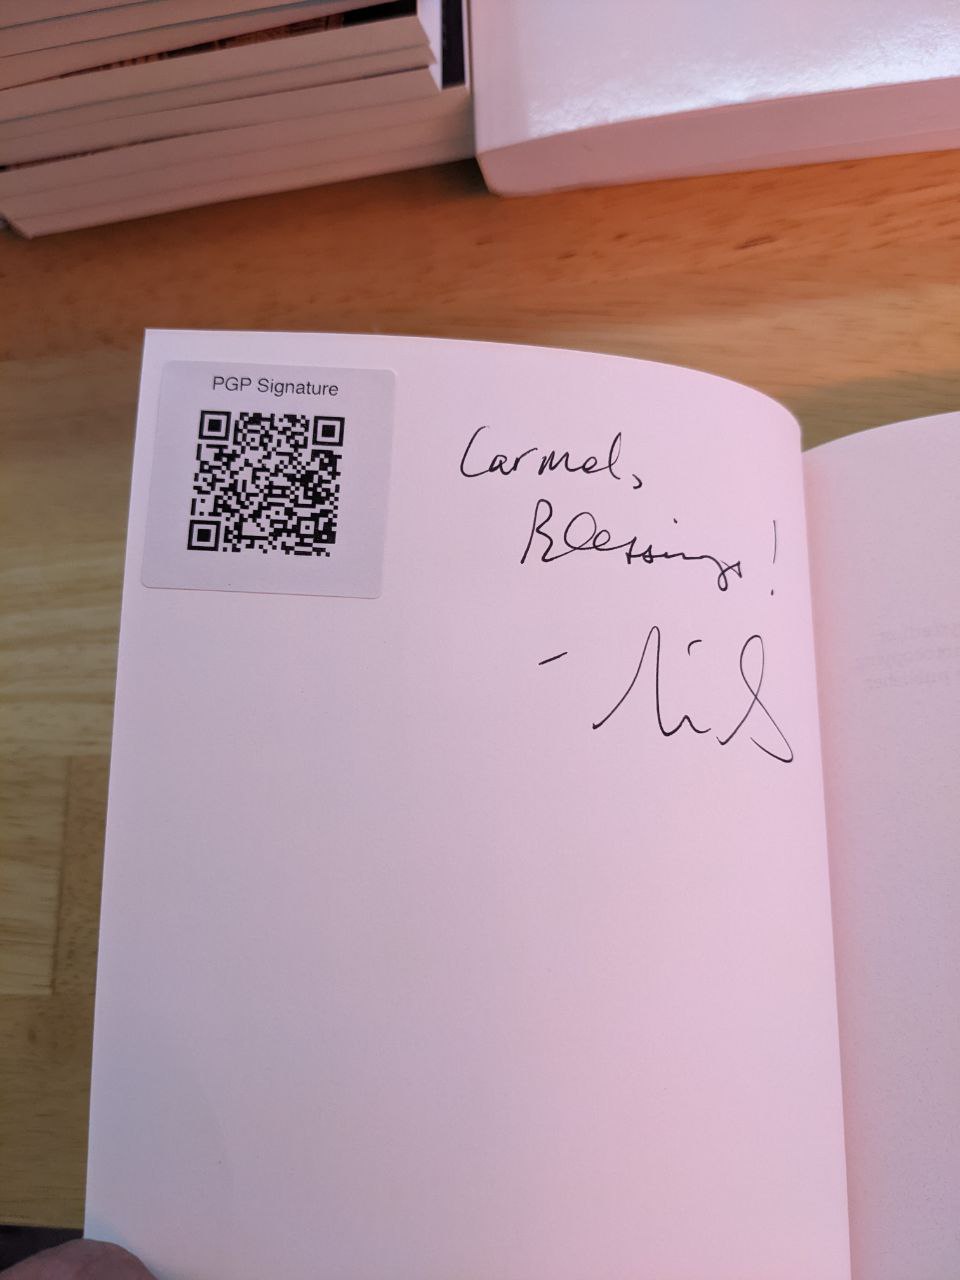 PGP Signature
Carmel,
Blessings!